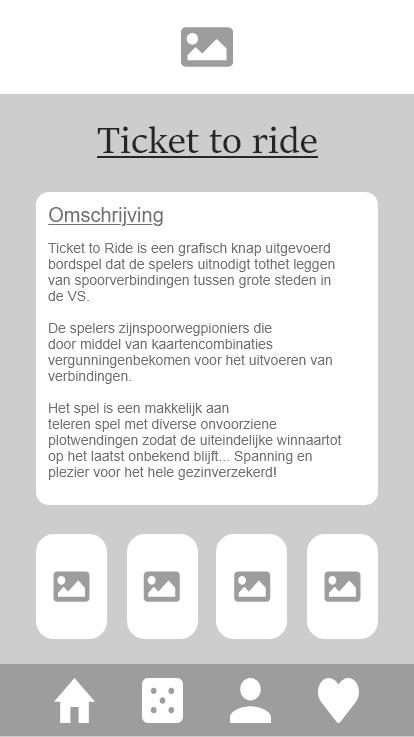 Ticket to ride
Omschrijving
Ticket to Ride is een grafisch knap uitgevoerd
bordspel dat de spelers uitnodigt tothet leggen
van spoorverbindingen tussen grote steden in
de VS.
De spelers zijnspoorwegpioniers die
door middel van kaartencombinaties
vergunningenbekomen voor het uitvoeren van
verbindingen.
Het spel is een makkelijk aan
teleren spel met diverse onvoorziene
plotwendingen zodat de uiteindelijke winnaartot
op het laatst onbekend blijft... Spanning en
plezier voor het hele gezinverzekerd!